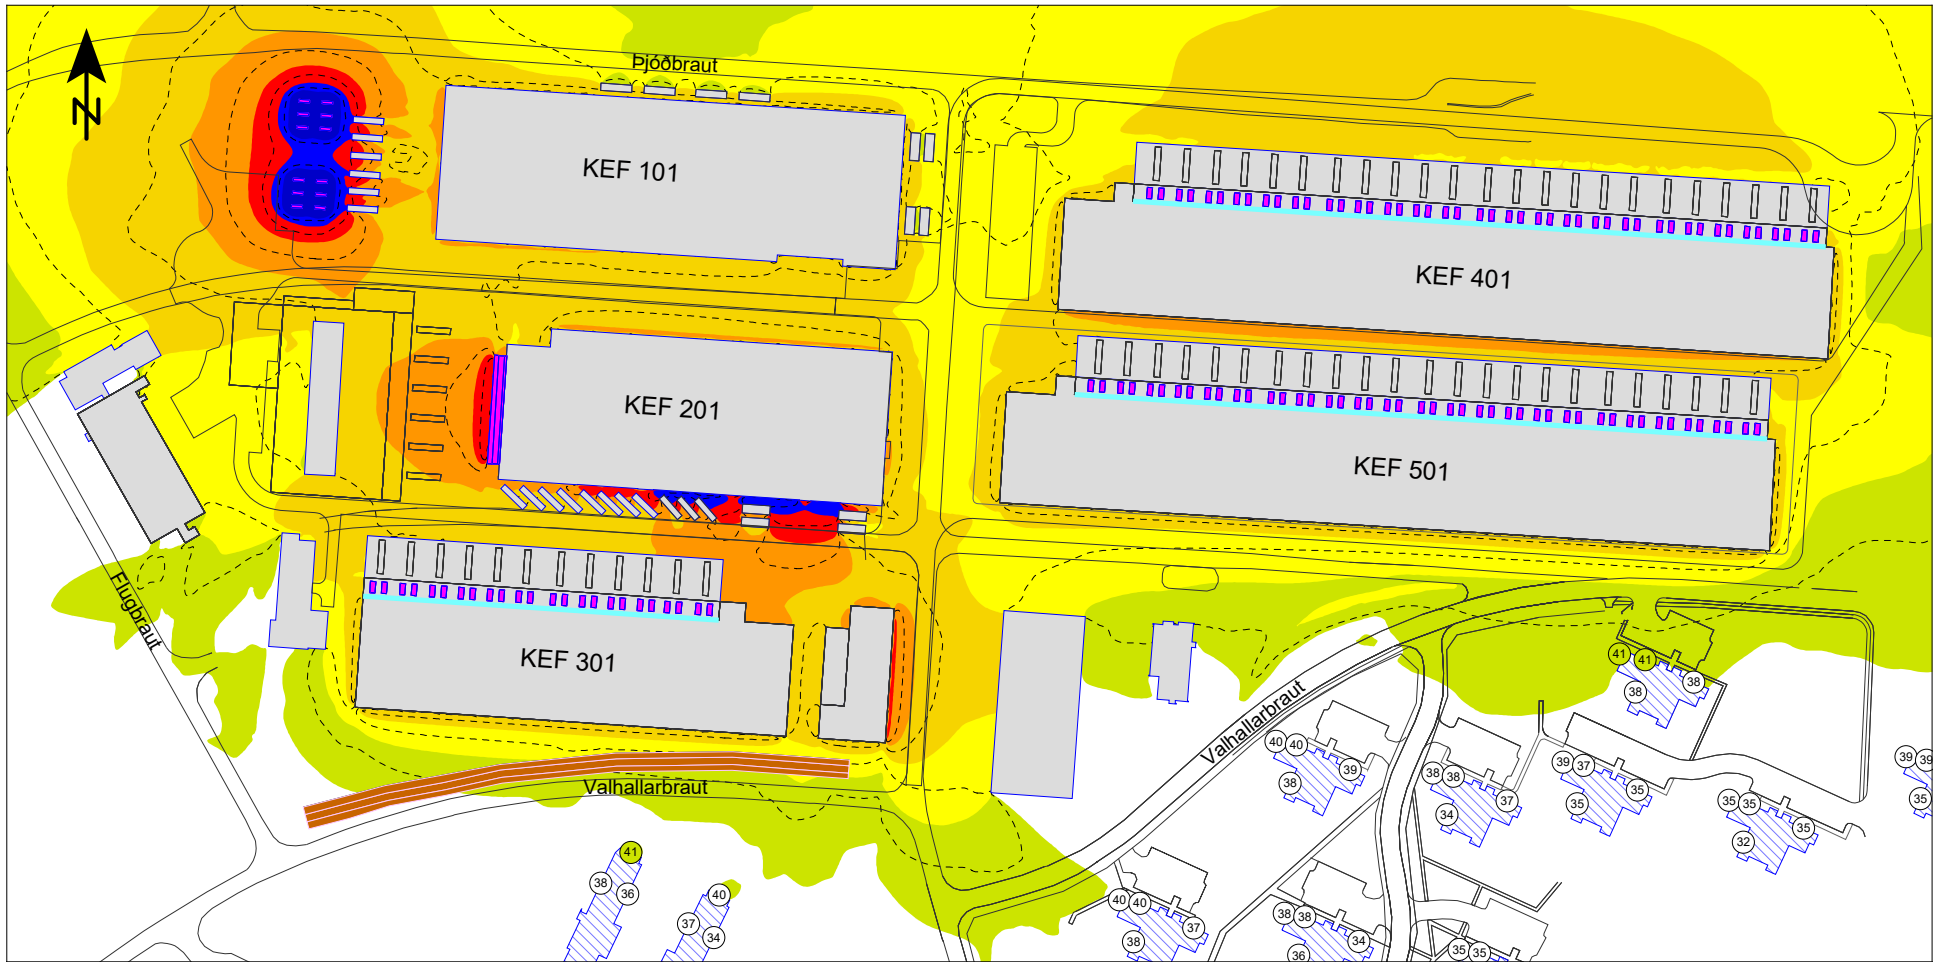 Þjóðbraut
N
KEF 101
KEF 401
KEF 201
KEF 501
Flugbraut
KEF 301
Valhallarbraut
Valhallarbraut
41 41
38 38
40 40
39
38
38 38
37
34
39 37
35
35
35 35
35
32
39 39
35
41
38 36
40
37 34
40 40
37
38
38 38
34
36
35 35